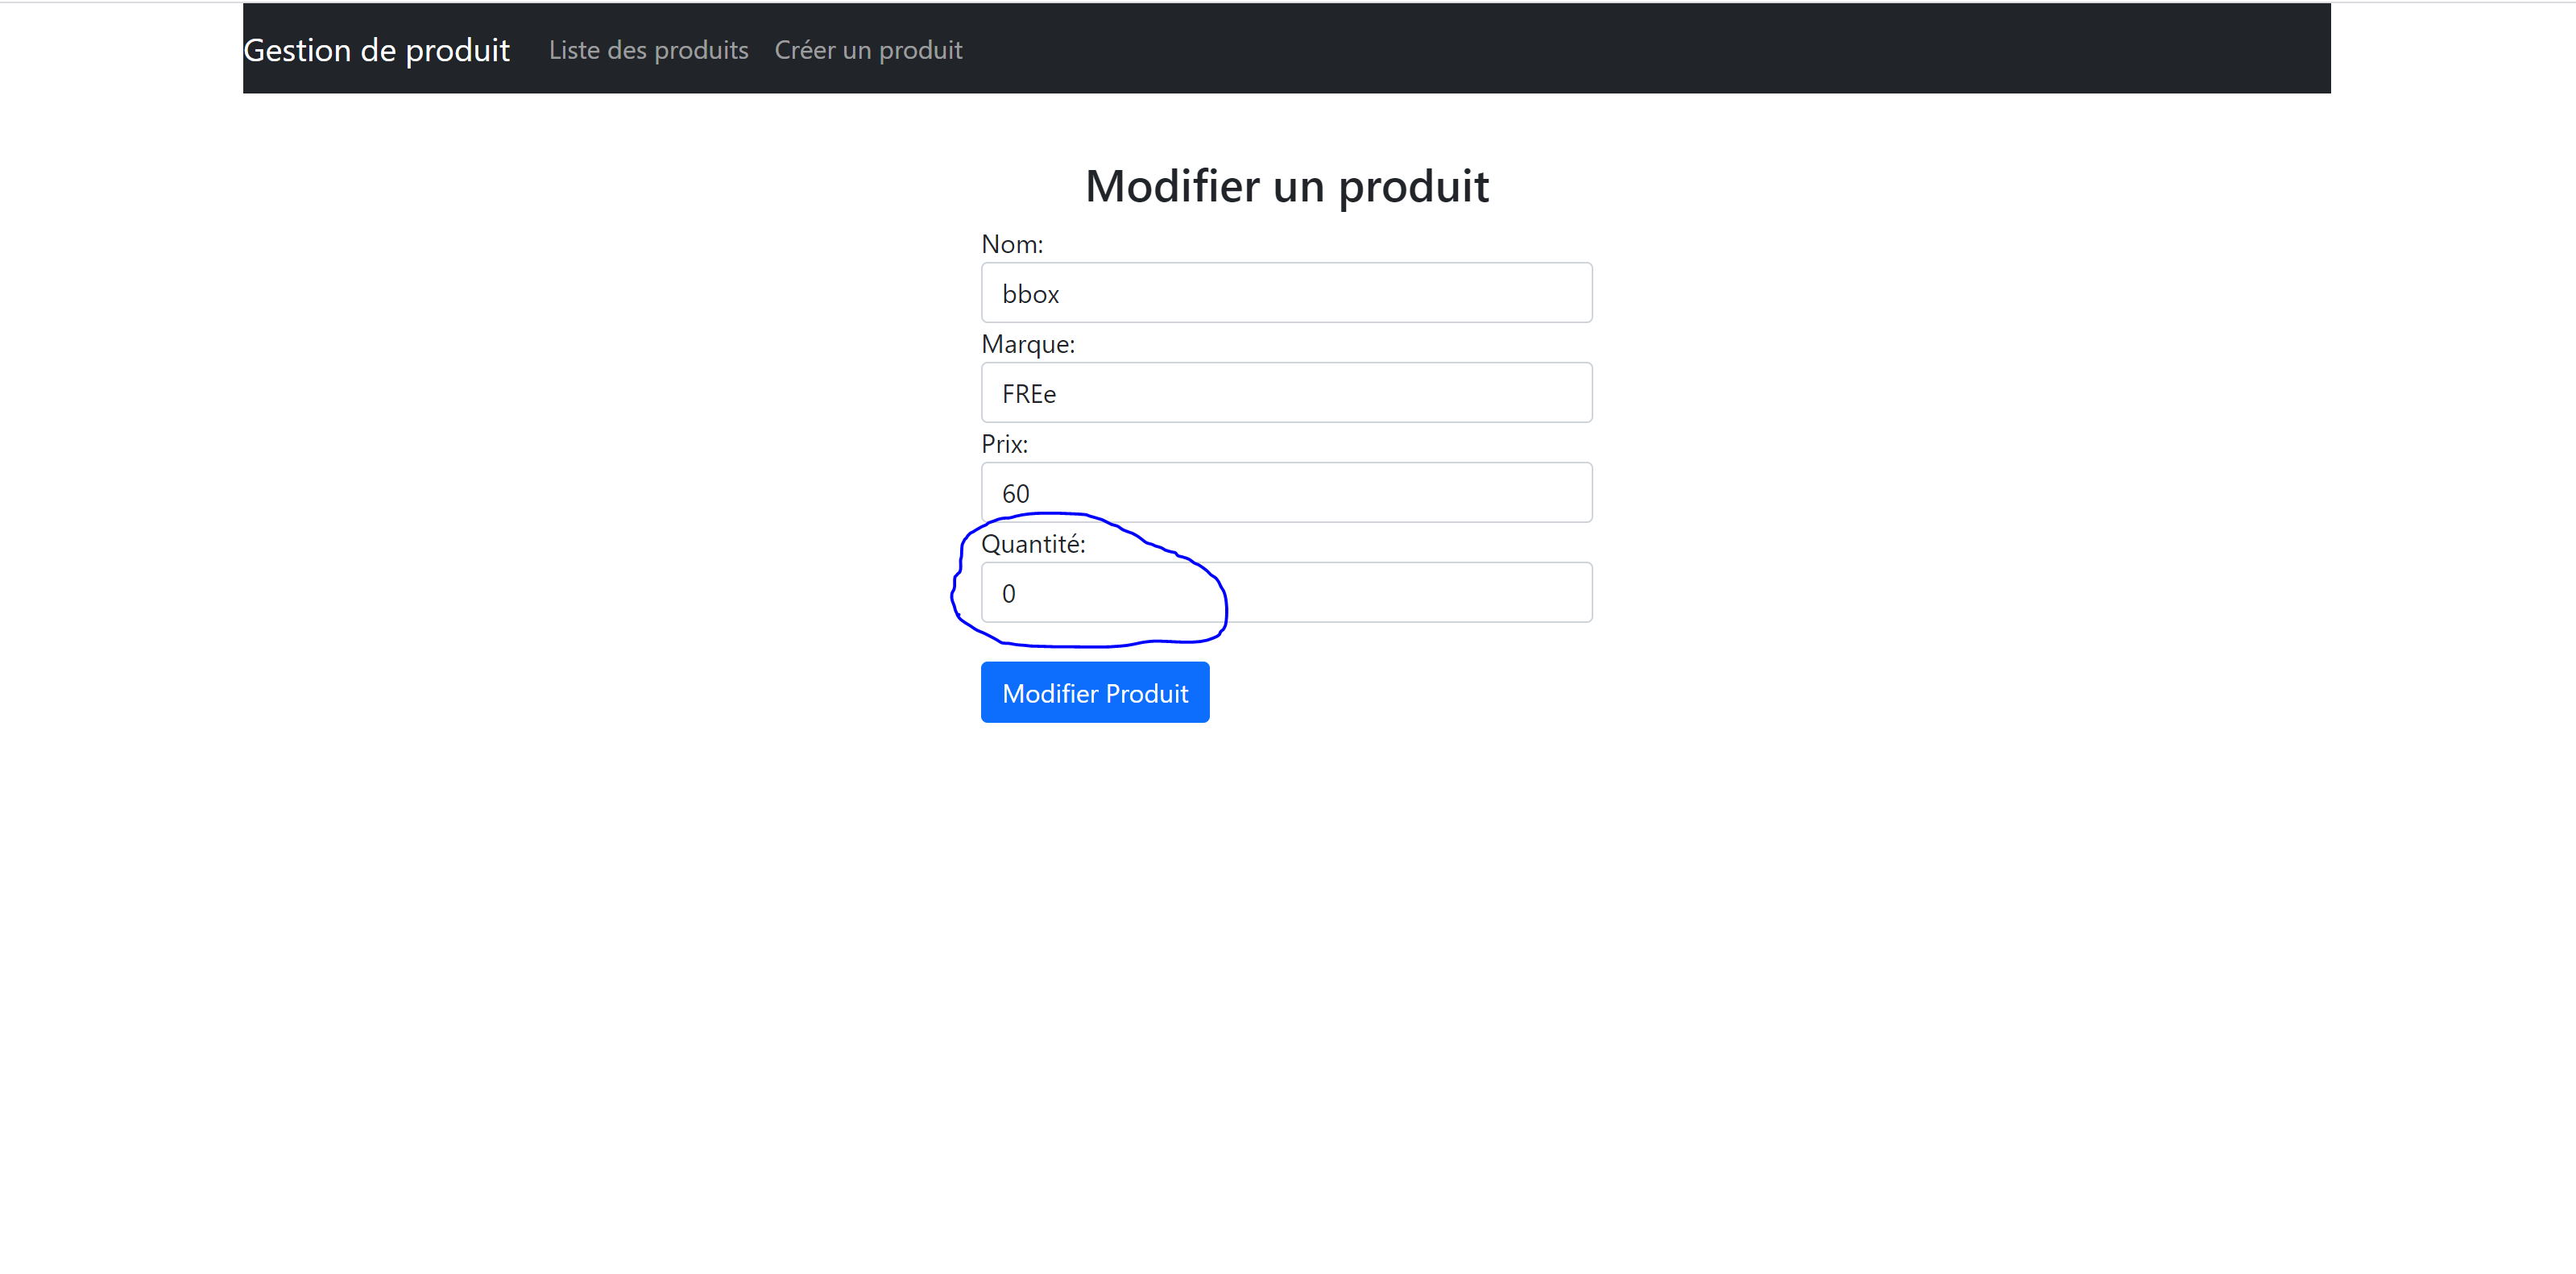 Gestion de produit Liste des produits Créer un produit
Modifier un produit
Nom:
bbox
Marque:
FREe
Prix:
60
Quantité:
0
Modifier Produit